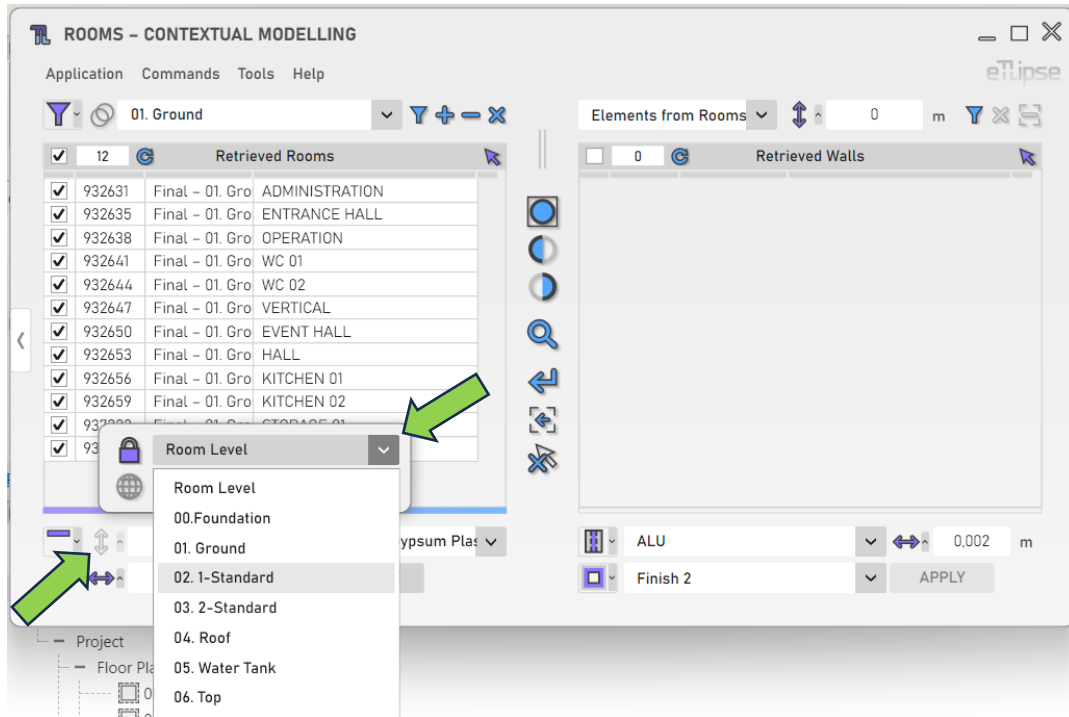 ROOMS – CONTEXTUAL MODELLING
Application Commands Tools Help
eTLipse
01. Ground
Elements from Rooms 0 m
12 Retrieved Rooms
0 Retrieved Walls
932631 Final – 01. Gro ADMINISTRATION
932635 Final – 01. Gro ENTRANCE HALL
932638 Final – 01. Gro OPERATION
932641 Final – 01. Gro WC 01
932644 Final – 01. Gro WC 02
932647 Final – 01. Gro VERTICAL
932650 Final – 01. Gro EVENT HALL
932653 Final – 01. Gro HALL
932656 Final – 01. Gro KITCHEN 01
932659 Final – 01. Gro KITCHEN 02
93
Room Level
Room Level
00.Foundation
01. Ground
02. 1-Standard
03. 2-Standard
04. Roof
05. Water Tank
06. Top
ypsum Plas
ALU 0,002 m
Finish 2 APPLY
Project
Floor Pla
0